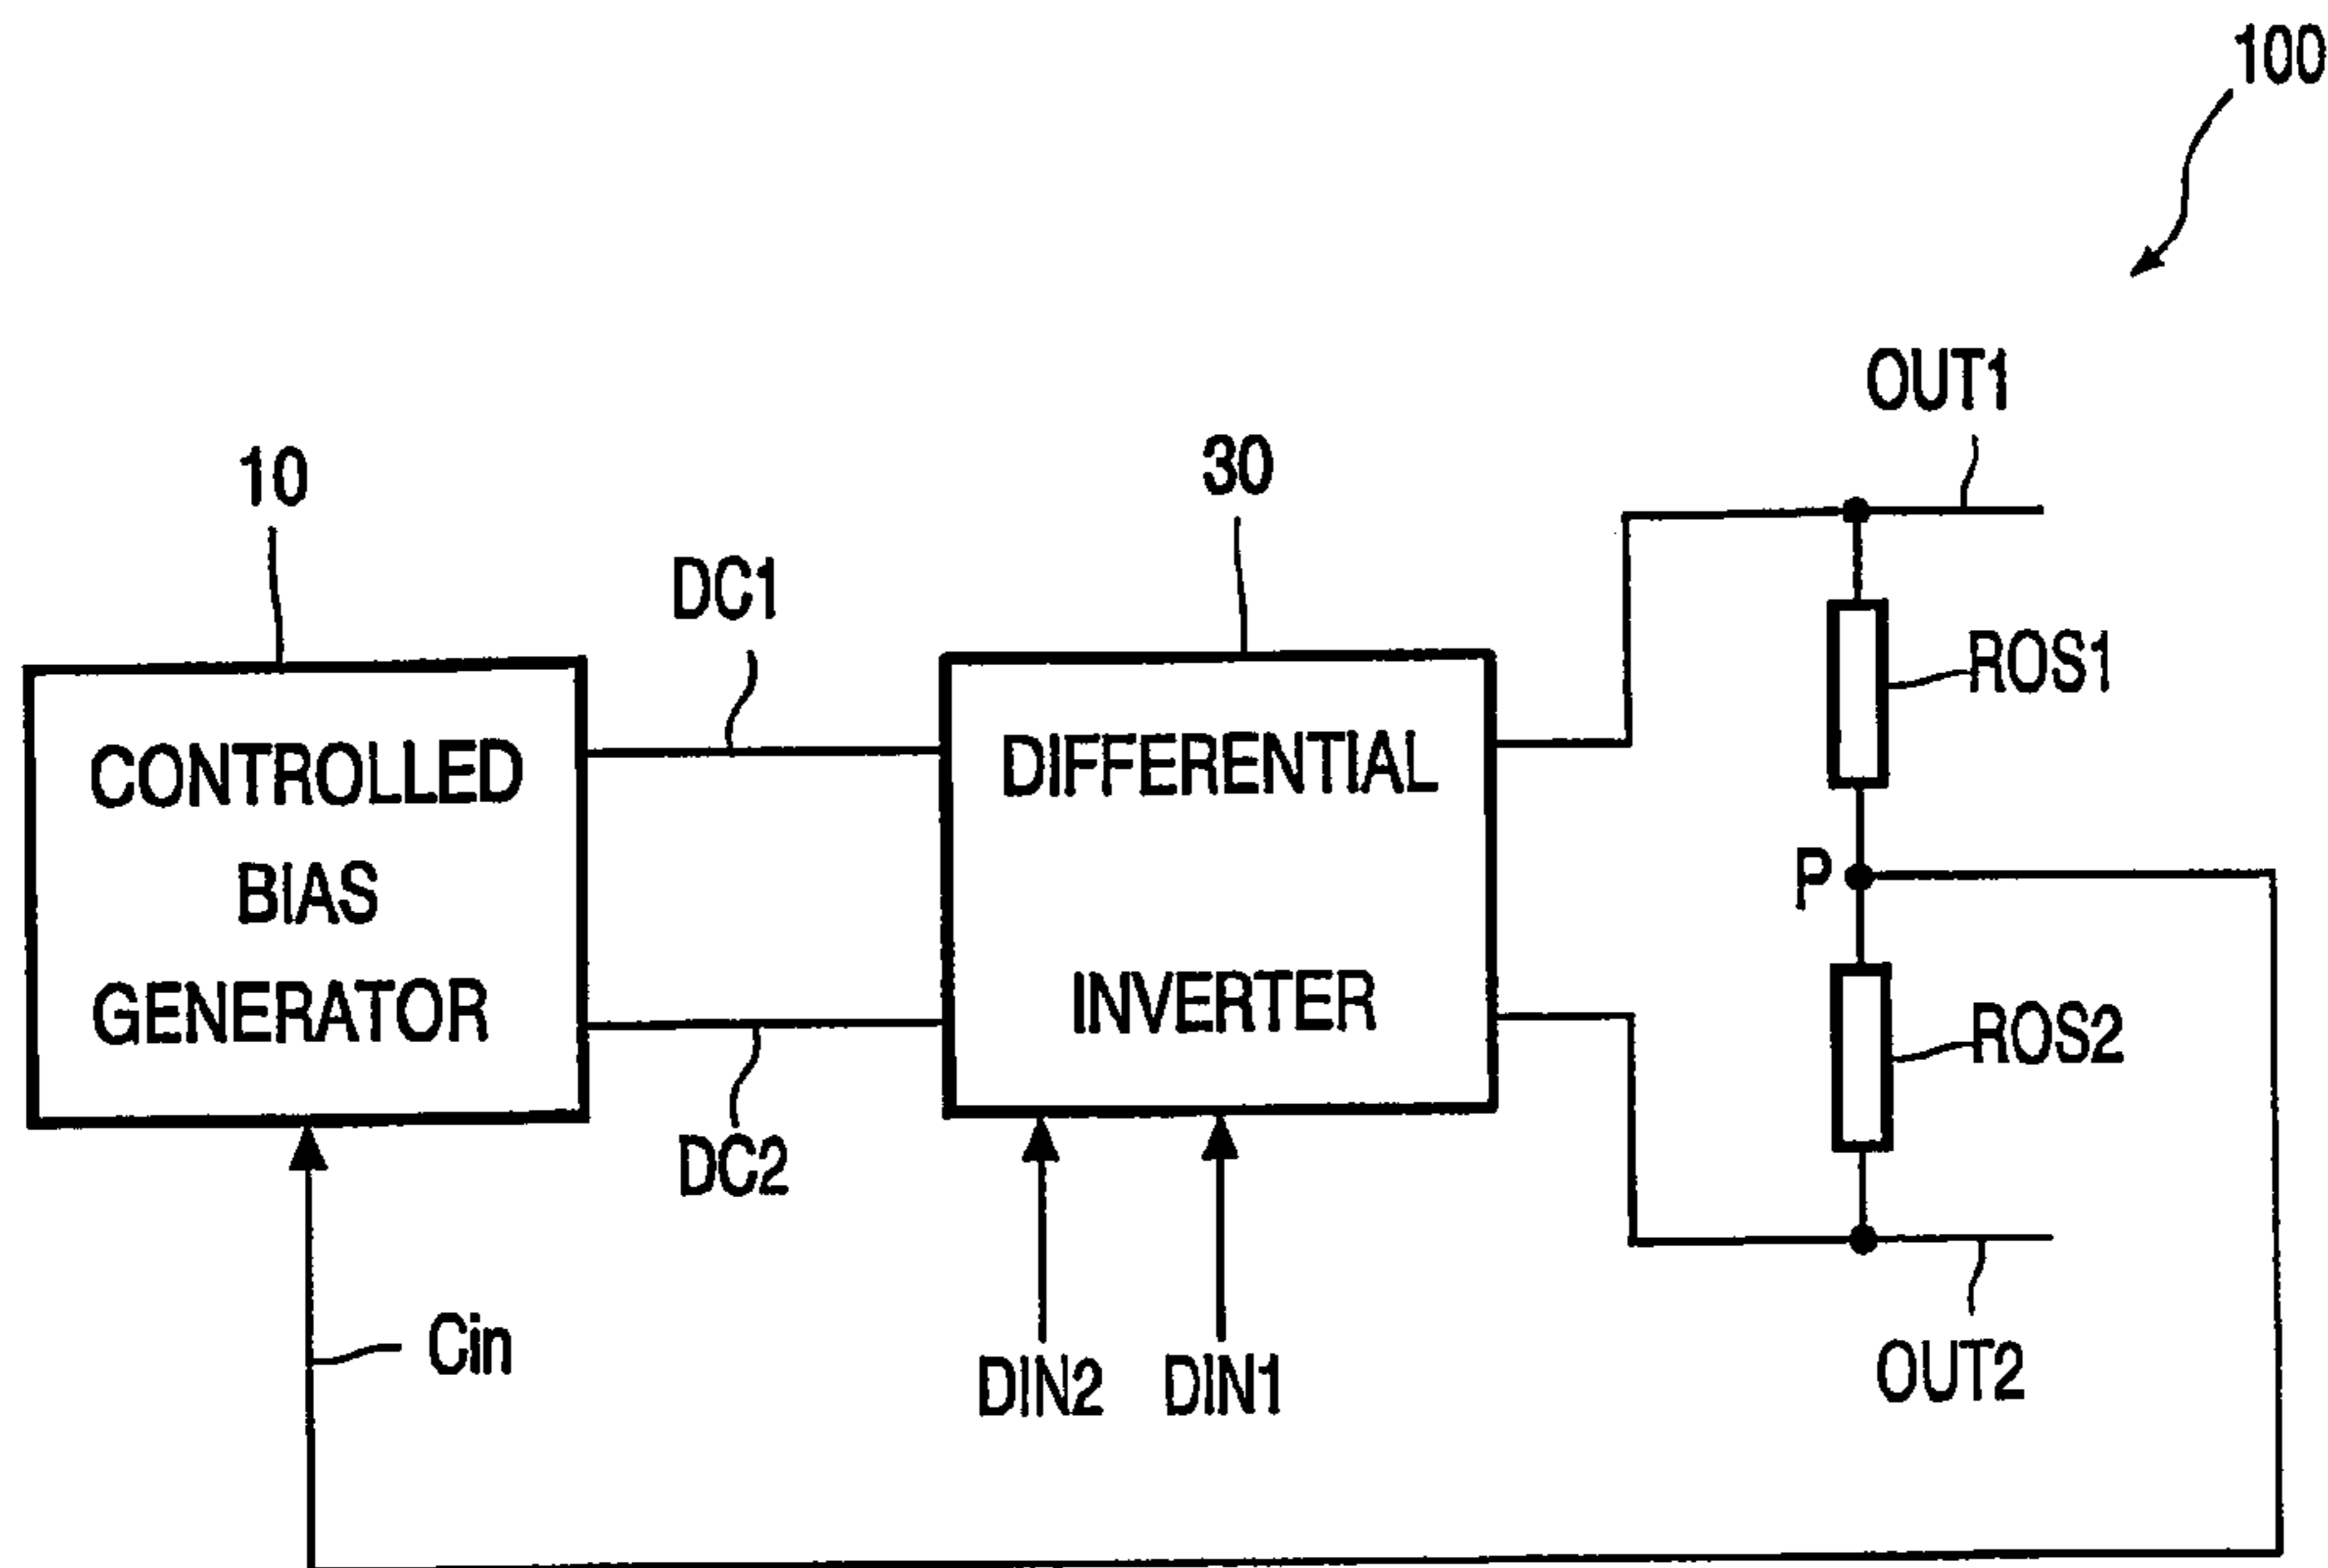 100
OUT1
10
30
DC1
ROS1
CONTROLLED
BIAS
GENERATOR
DIFFERENTIAL
INVERTER
P
ROS2
DC2
Cin
DIN2
DIN1
OUT2